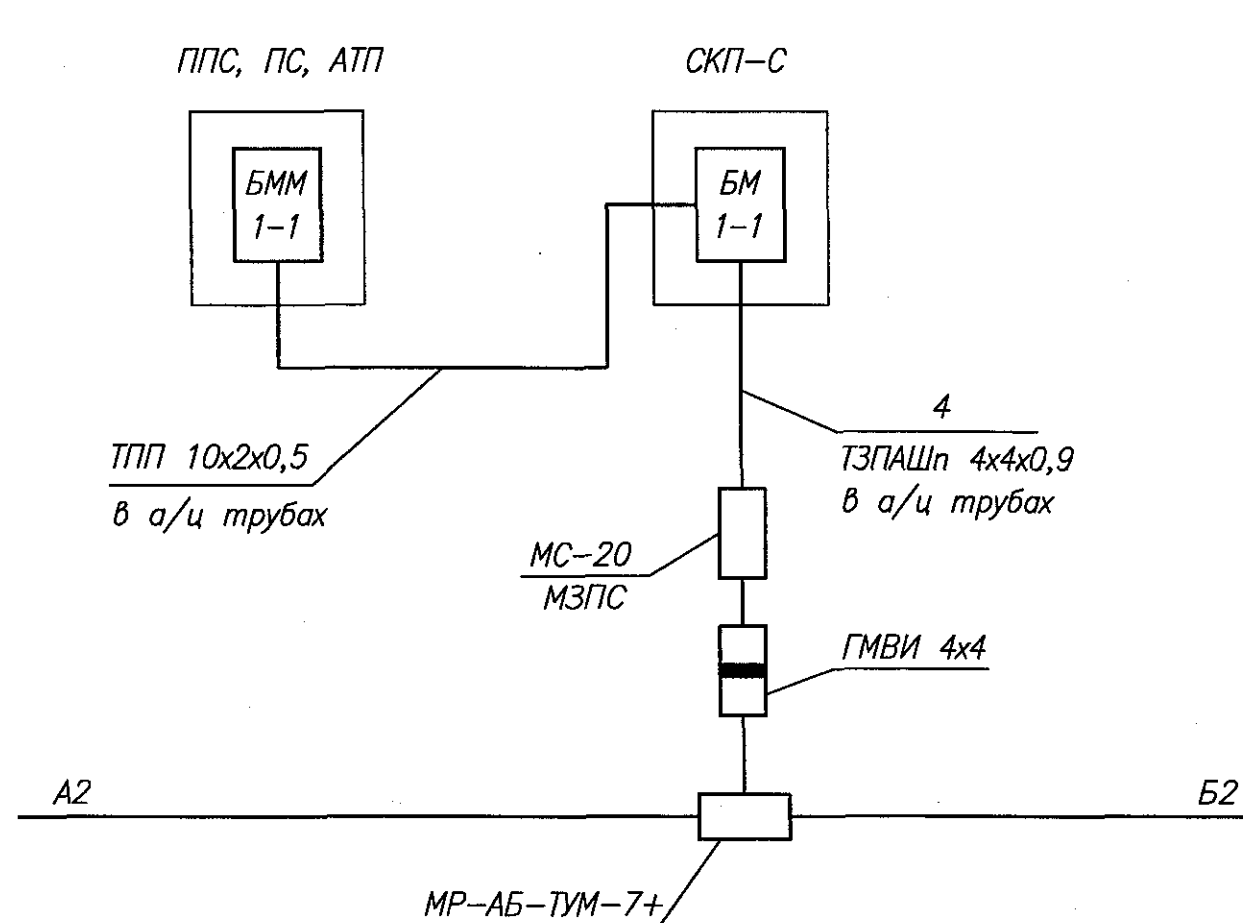 ППС, ПС, АТП
СКП-С
БММ
1-1
БМ
1-1
ТПП 10х2х0,5
в а/ц трубах
4
ТЗПАШп 4х4х0,9
в а/ц трубах
МС-20
МЗПС
ГМВИ 4х4
А2
Б2
МР-АБ-ТУМ-7+